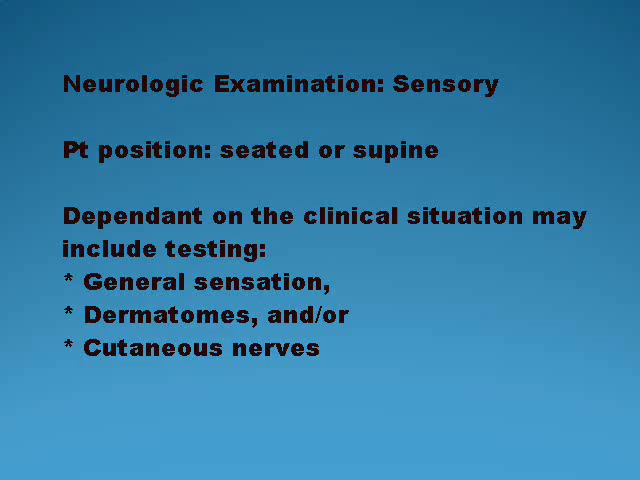 Neurologic Examination: Sensory
Pt position: seated or supine
Dependant on the clinical situation may
include testing:
* General sensation,
* Dermatomes, and/or
* Cutaneous nerves